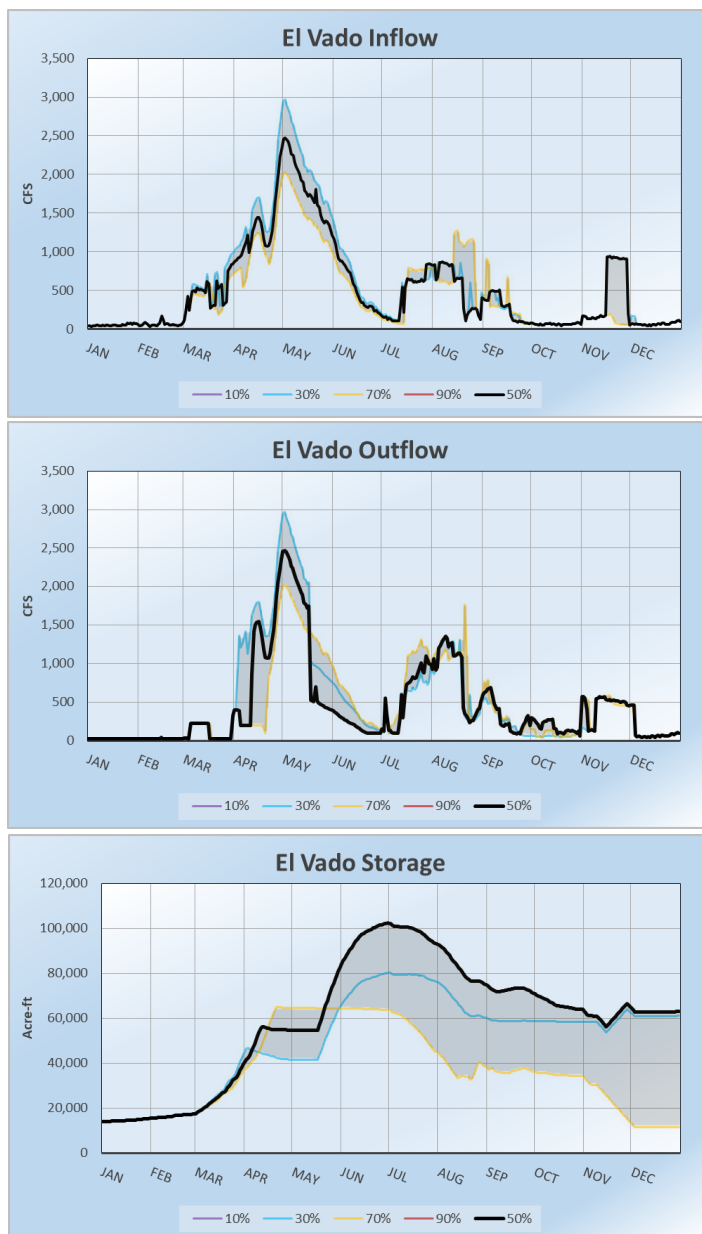 El Vado Inflow
3,500
3,000
2,500
2,000
1,500
1,000
500
0
CFS
JAN FEB MAR APR MAY JUN JUL AUG SEP OCT NOV DEC
10% 30% 70% 90% 50%
El Vado Outflow
3,500
3,000
2,500
2,000
1,500
1,000
500
0
CFS
JAN FEB MAR APR MAY JUN JUL AUG SEP OCT NOV DEC
10% 30% 70% 90% 50%
El Vado Storage
120,000
100,000
80,000
60,000
40,000
20,000
0
Acre-ft
JAN FEB MAR APR MAY JUN JUL AUG SEP OCT NOV DEC
10% 30% 70% 90% 50%